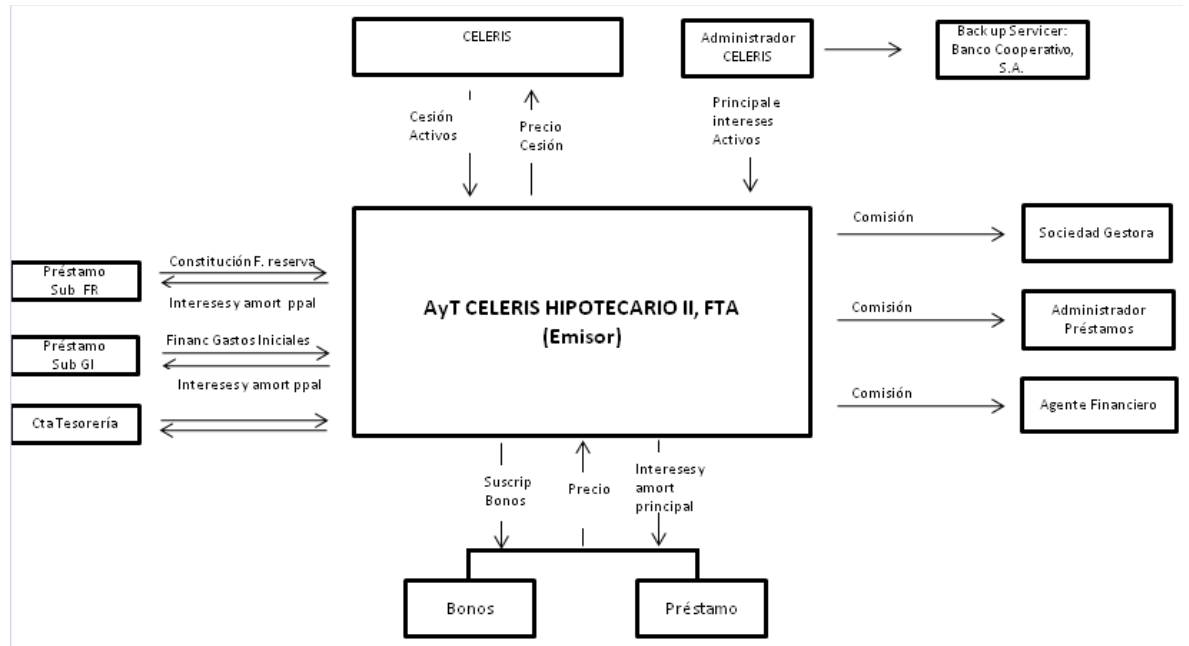 CELERIS
Administrador
CELERIS
Back up Servicer:
Banco Cooperativo,
S.A.
Cesión
Activos
Precio
Cesión
Principal e
intereses
Activos
Préstamo
Sub FR
Constitución F. reserva
Intereses y amort ppal
Préstamo
Sub GI
Financ Gastos Iniciales
Intereses y amort ppal
Cta Tesorería
AyT CELERIS HIPOTECARIO II, FTA
(Emisor)
Comisión
Sociedad Gestora
Comisión
Administrador
Préstamos
Comisión
Agente Financiero
Suscrip
Bonos
Precio
Intereses y
amort
principal
Bonos
Préstamo